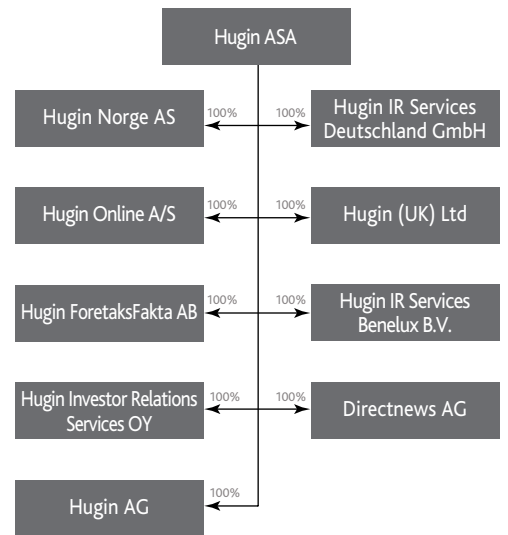 Hugin ASA
Hugin Norge AS
100%
100%
Hugin IR Services
Deutschland GmbH
Hugin Online A/S
100%
100%
Hugin (UK) Ltd
Hugin ForetaksFakta AB
100%
100%
Hugin IR Services
Benelux B.V.
Hugin Investor Relations
Services OY
100%
100%
Directnews AG
Hugin AG
100%